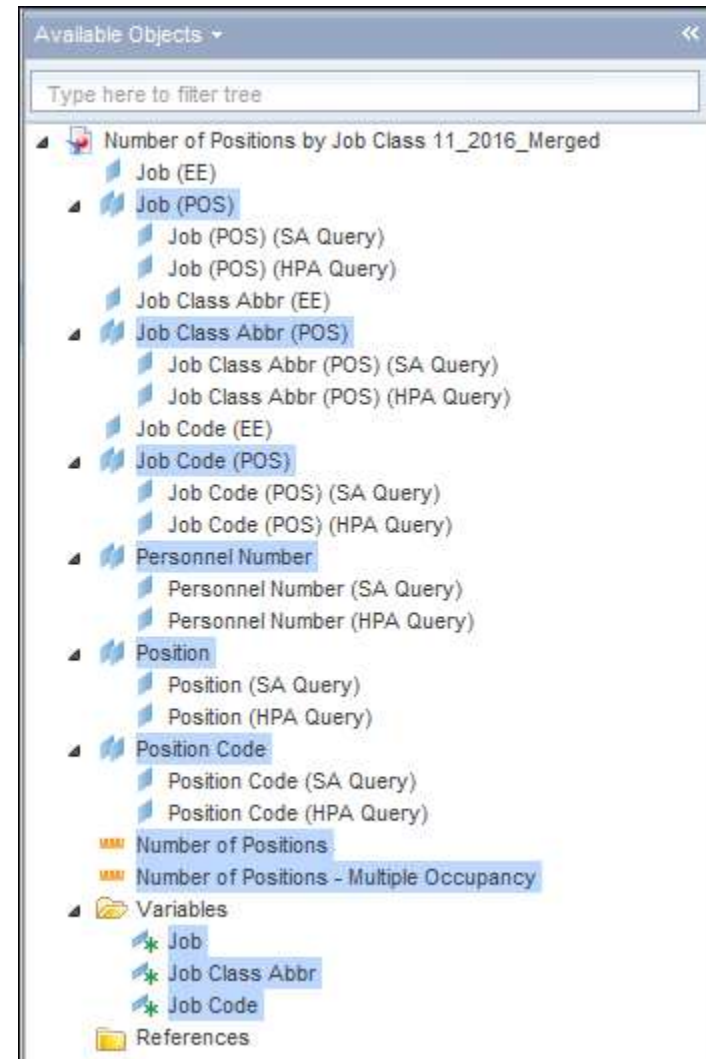 Available Objects
Type here to filter tree
Number of Positions by Job Class 11_2016_Merged
Job (EE)
Job (POS)
Job (POS) (SA Query)
Job (POS) (HPA Query)
Job Class Abbr (EE)
Job Class Abbr (POS)
Job Class Abbr (POS) (SA Query)
Job Class Abbr (POS) (HPA Query)
Job Code (EE)
Job Code (POS)
Job Code (POS) (SA Query)
Job Code (POS) (HPA Query)
Personnel Number
Personnel Number (SA Query)
Personnel Number (HPA Query)
Position
Position (SA Query)
Position (HPA Query)
Position Code
Position Code (SA Query)
Position Code (HPA Query)
Number of Positions
Number of Positions - Multiple Occupancy
Variables
Job
Job Class Abbr
Job Code
References